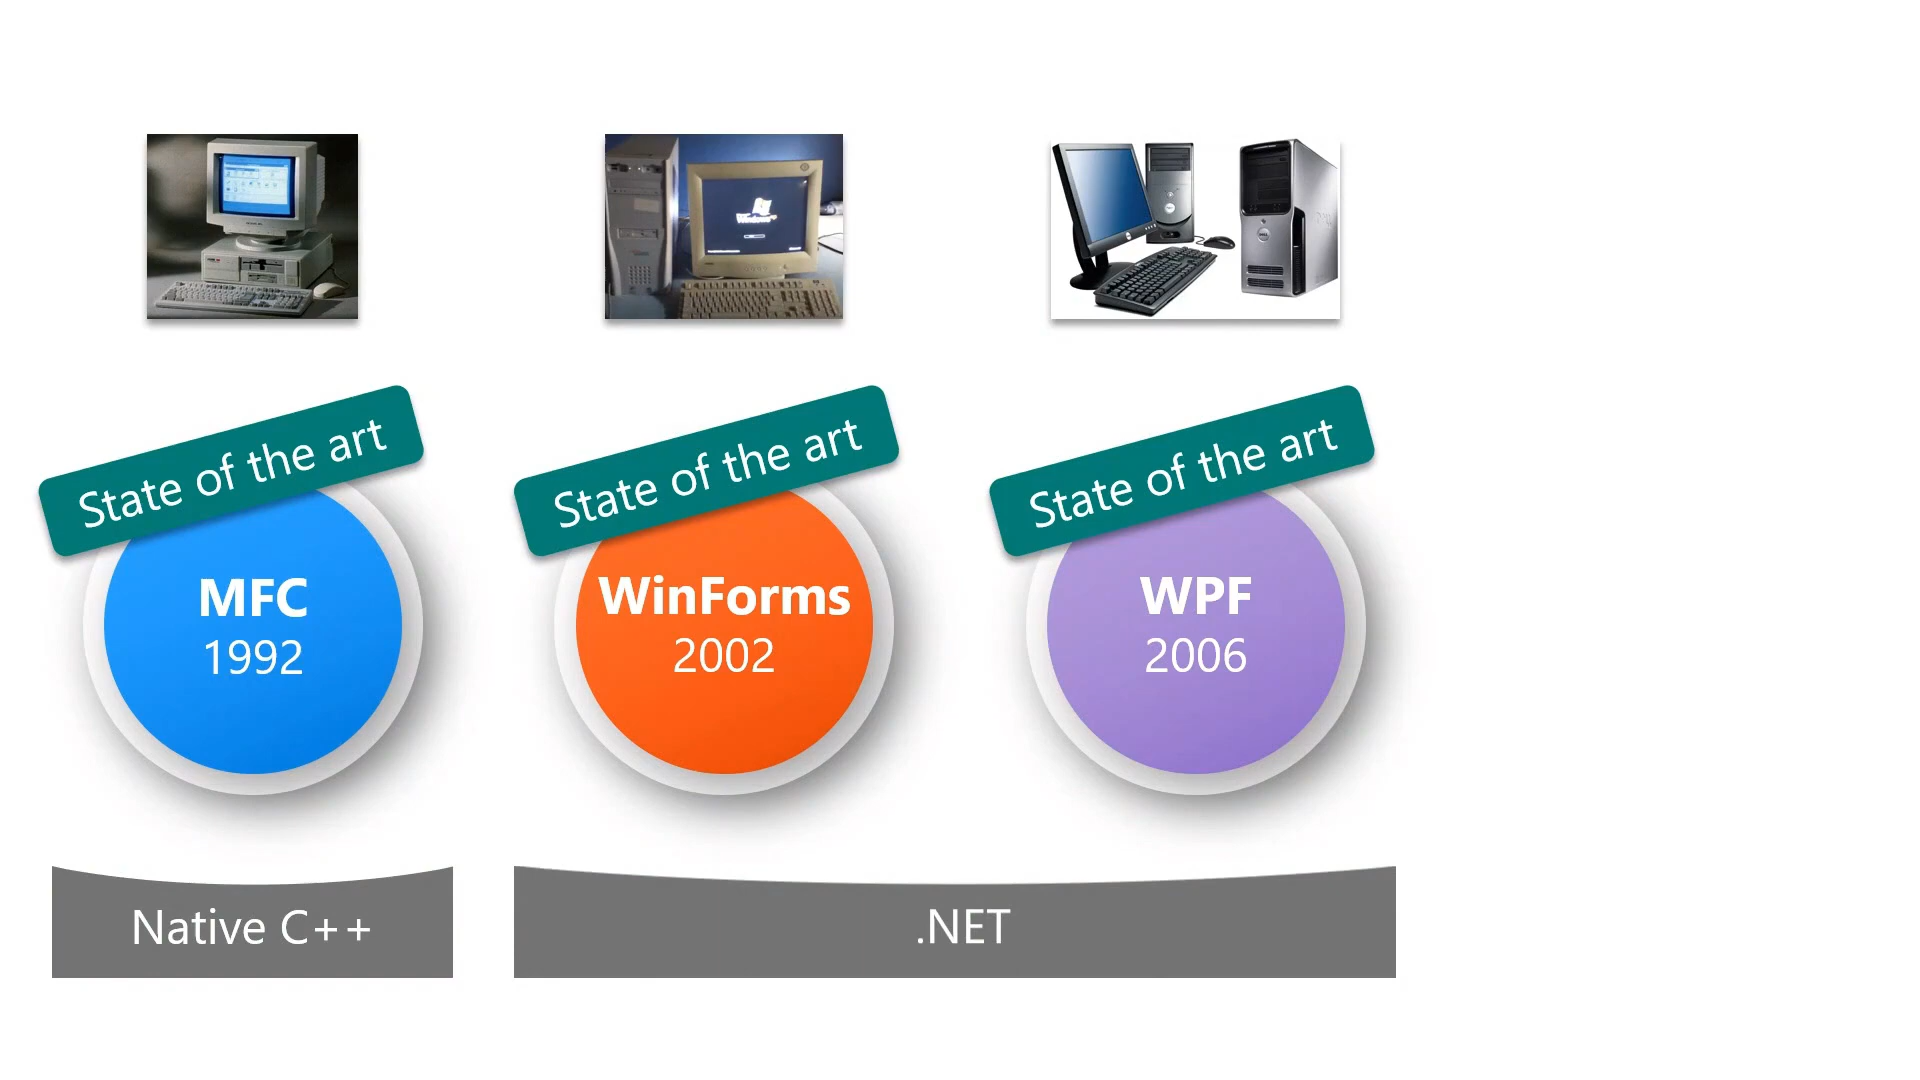 State of the art
State of the art
State of the art
MFC
1992
WinForms
2002
WPF
2006
Native C++
.NET